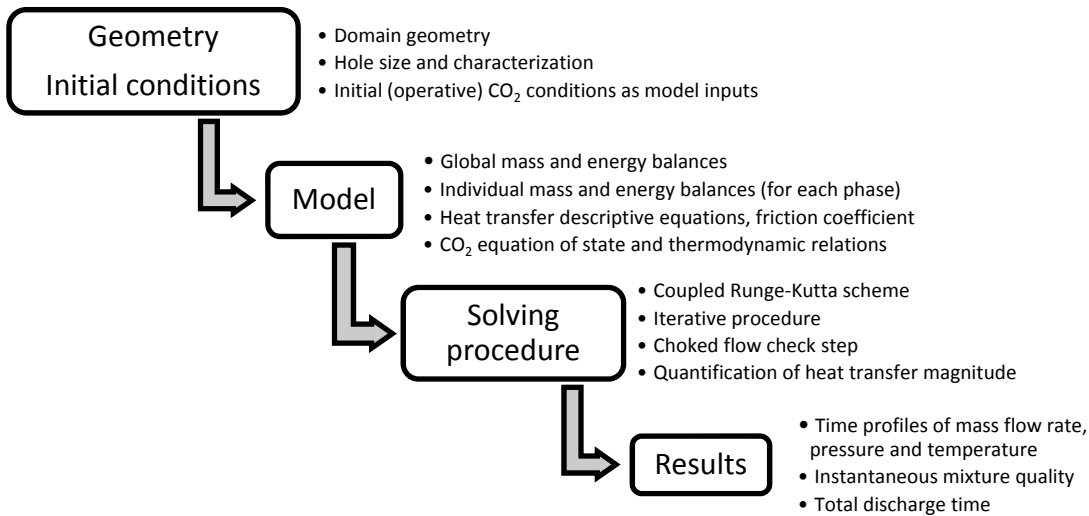 Geometry
Initial conditions
• Domain geometry
• Hole size and characterization
• Initial (operative) CO₂ conditions as model inputs
Model
• Global mass and energy balances
• Individual mass and energy balances (for each phase)
• Heat transfer descriptive equations, friction coefficient
• CO₂ equation of state and thermodynamic relations
Solving
procedure
• Coupled Runge-Kutta scheme
• Iterative procedure
• Choked flow check step
• Quantification of heat transfer magnitude
Results
• Time profiles of mass flow rate,
pressure and temperature
• Instantaneous mixture quality
• Total discharge time